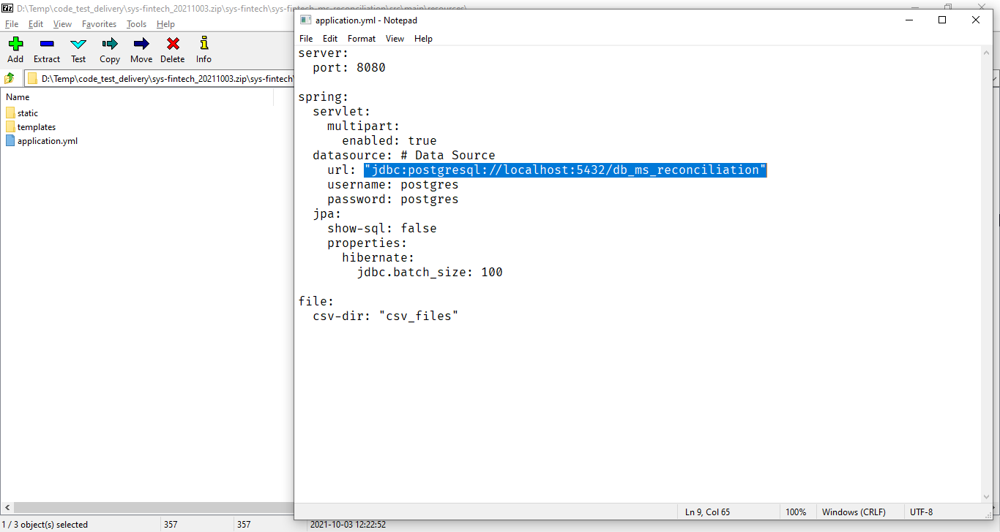 D:\Temp\code_test_delivery\sys-fintech_20211003.zip\sys-fintech\sys-fintech-ms-reconciliation\src\main\resources\
File Edit View Favorites Tools Help
Add Extract Test Copy Move Delete Info
D:\Temp\code_test_delivery\sys-fintech_20211003.zip\sys-fintech\
Name
static
templates
application.yml
1 / 3 object(s) selected 357 357 2021-10-03 12:22:52
application.yml - Notepad
File Edit Format View Help
server:
  port: 8080

spring:
  servlet:
    multipart:
      enabled: true
  datasource: # Data Source
    url: "jdbc:postgresql://localhost:5432/db_ms_reconciliation"
    username: postgres
    password: postgres
  jpa:
    show-sql: false
    properties:
      hibernate:
        jdbc.batch_size: 100

file:
  csv-dir: "csv_files"
Ln 9, Col 65 100% Windows (CRLF) UTF-8